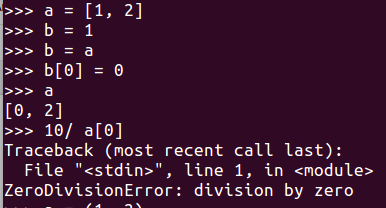 >>> a = [1, 2]
>>> b = 1
>>> b = a
>>> b[0] = 0
>>> a
[0, 2]
>>> 10/ a[0]
Traceback (most recent call last):
  File "<stdin>", line 1, in <module>
ZeroDivisionError: division by zero